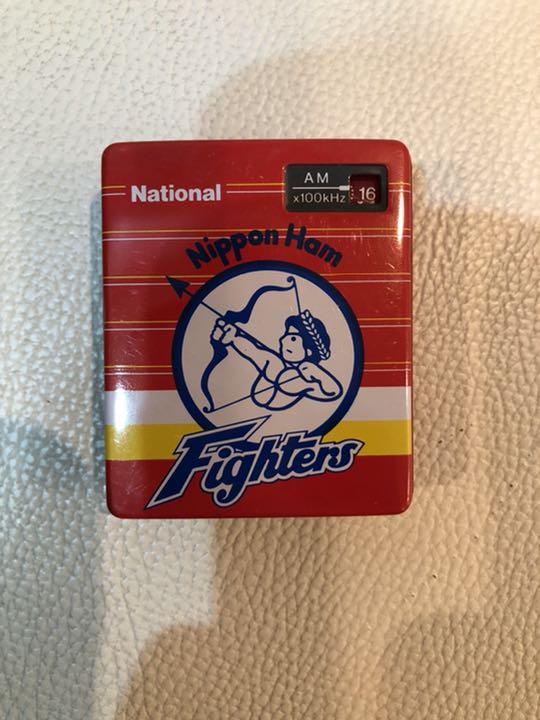 National
AM
x100kHz 16
Nippon Ham
Fighters